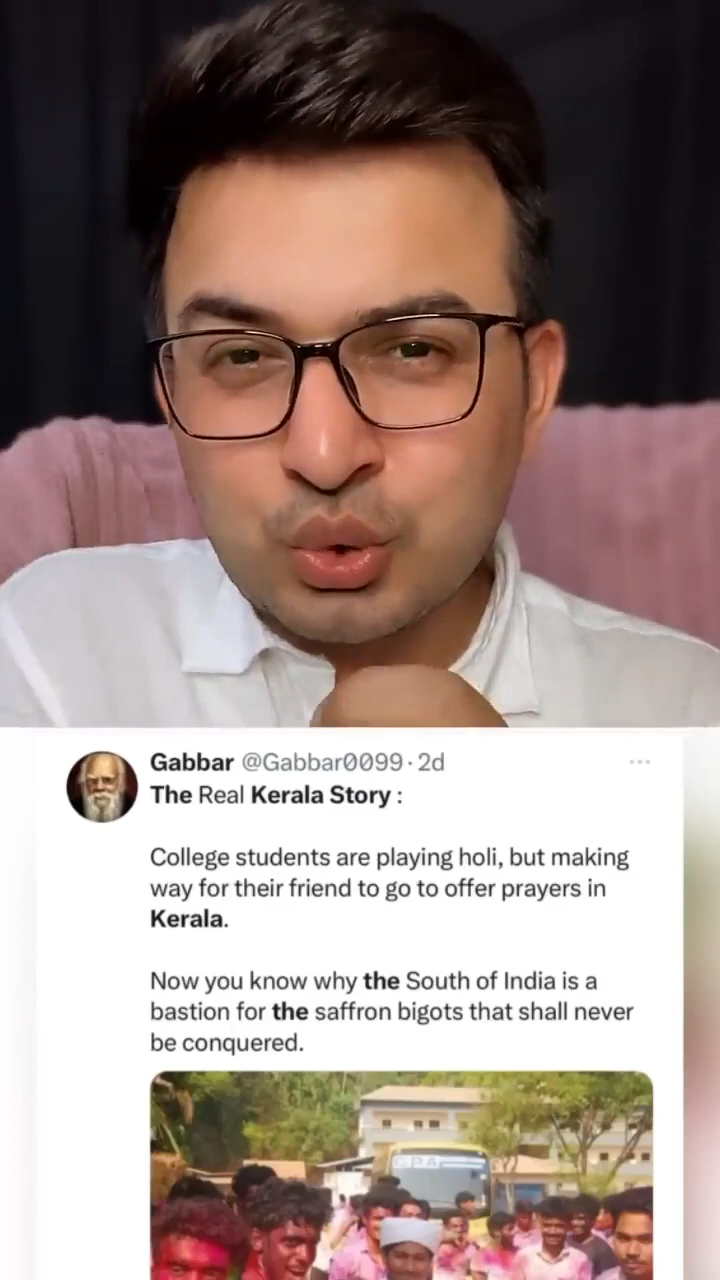 Gabbar @Gabbar0099 · 2d
The Real Kerala Story :
College students are playing holi, but making
way for their friend to go to offer prayers in
Kerala.
Now you know why the South of India is a
bastion for the saffron bigots that shall never
be conquered.
CPA